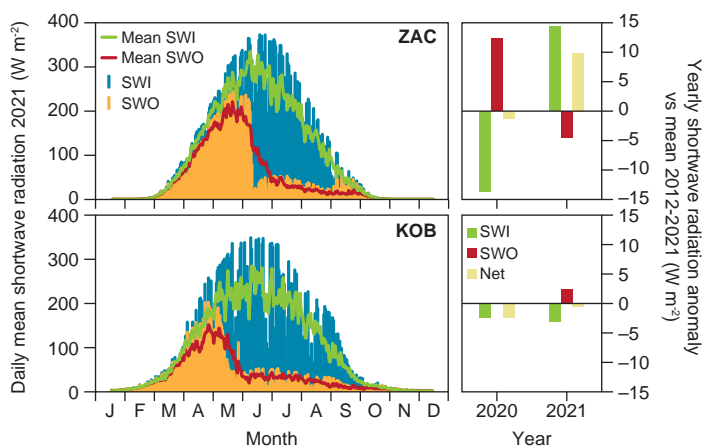 Daily mean shortwave radiation 2021 (W m⁻²)
400
300
200
100
0
Mean SWI
Mean SWO
SWI
SWO
ZAC
400
300
200
100
0
KOB
J F M A M J J A S O N D
Month
15
10
5
0
−5
−10
−15
SWI
SWO
Net
15
10
5
0
−5
−10
−15
2020 2021
Year
Yearly shortwave radiation anomaly
vs mean 2012-2021 (W m⁻²)